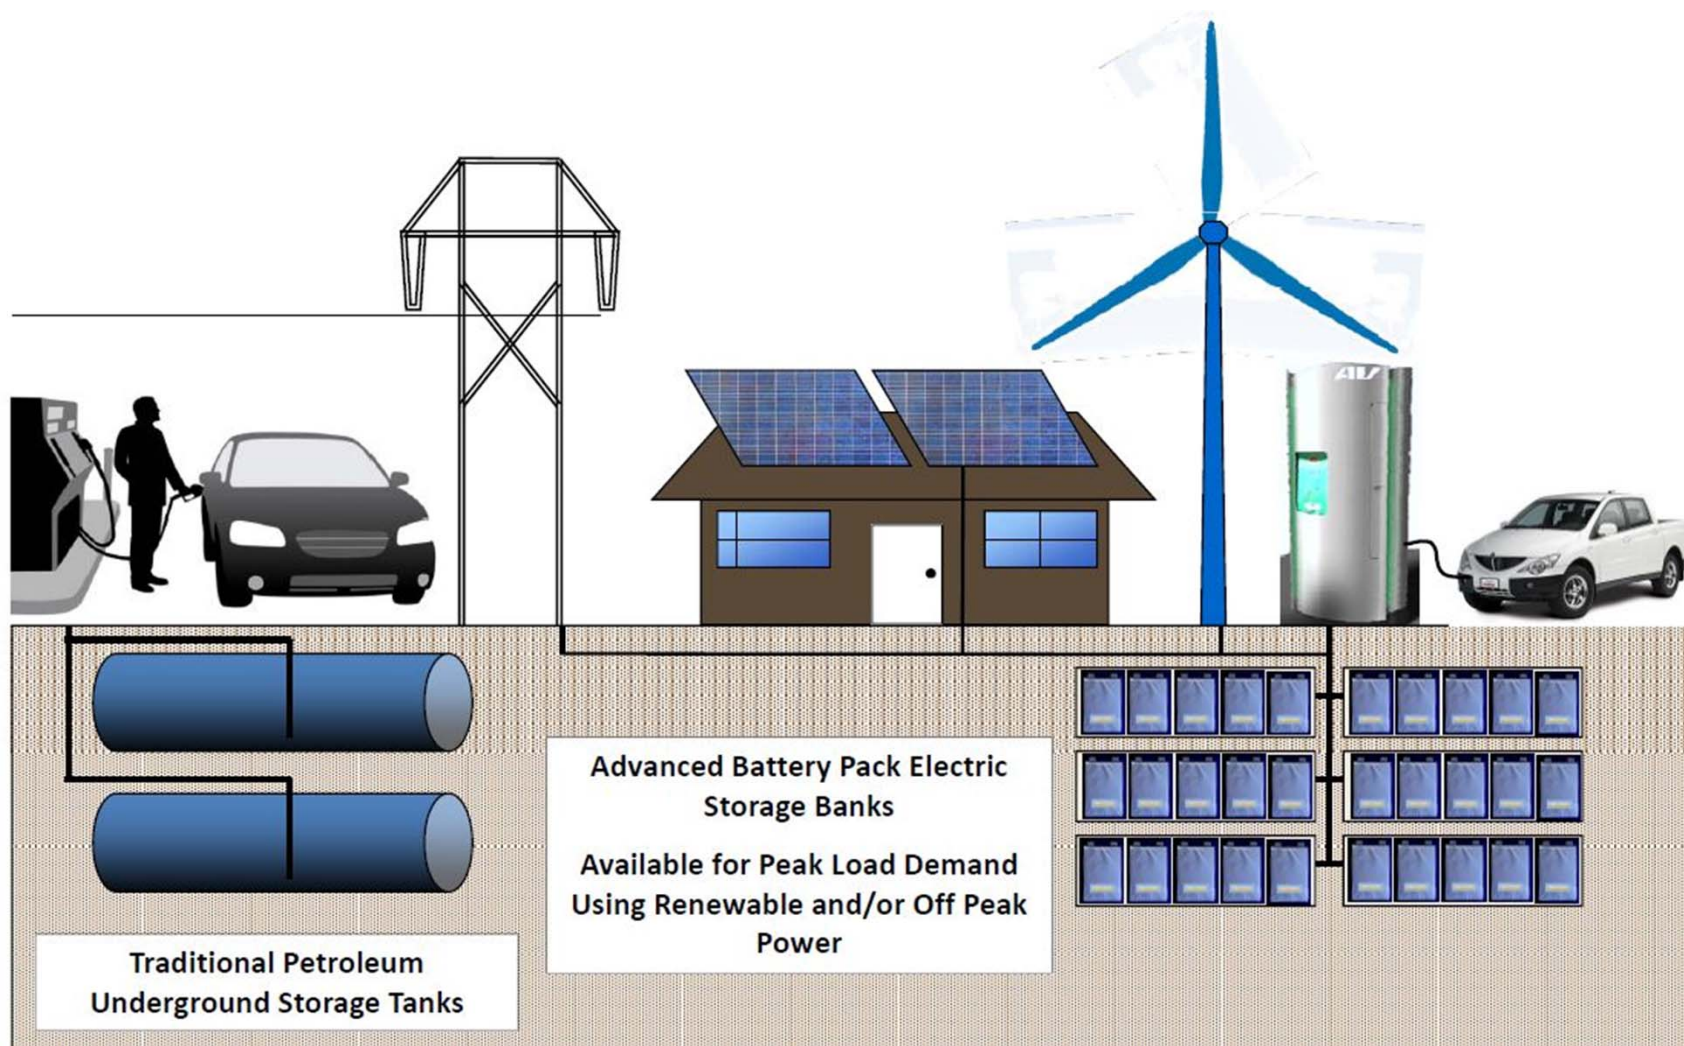 AV
Advanced Battery Pack Electric
Storage Banks
Available for Peak Load Demand
Using Renewable and/or Off Peak
Power
Traditional Petroleum
Underground Storage Tanks